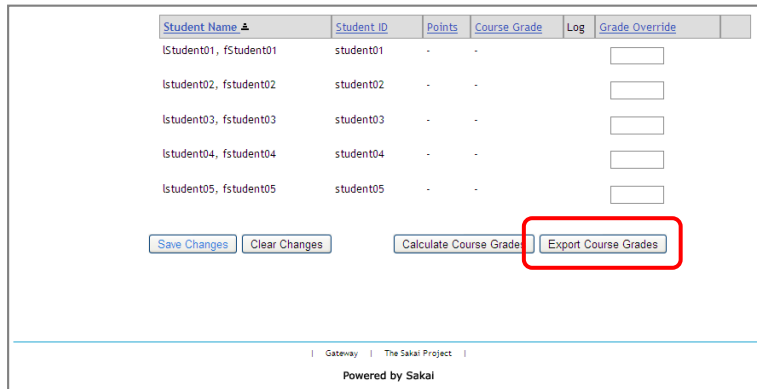 Student Name Student ID Points Course Grade Log Grade Override
lStudent01, fStudent01 student01 - -
lstudent02, fstudent02 student02 - -
lstudent03, fstudent03 student03 - -
lstudent04, fstudent04 student04 - -
lstudent05, fstudent05 student05 - -
Save Changes Clear Changes Calculate Course Grades Export Course Grades
| Gateway | The Sakai Project |
Powered by Sakai